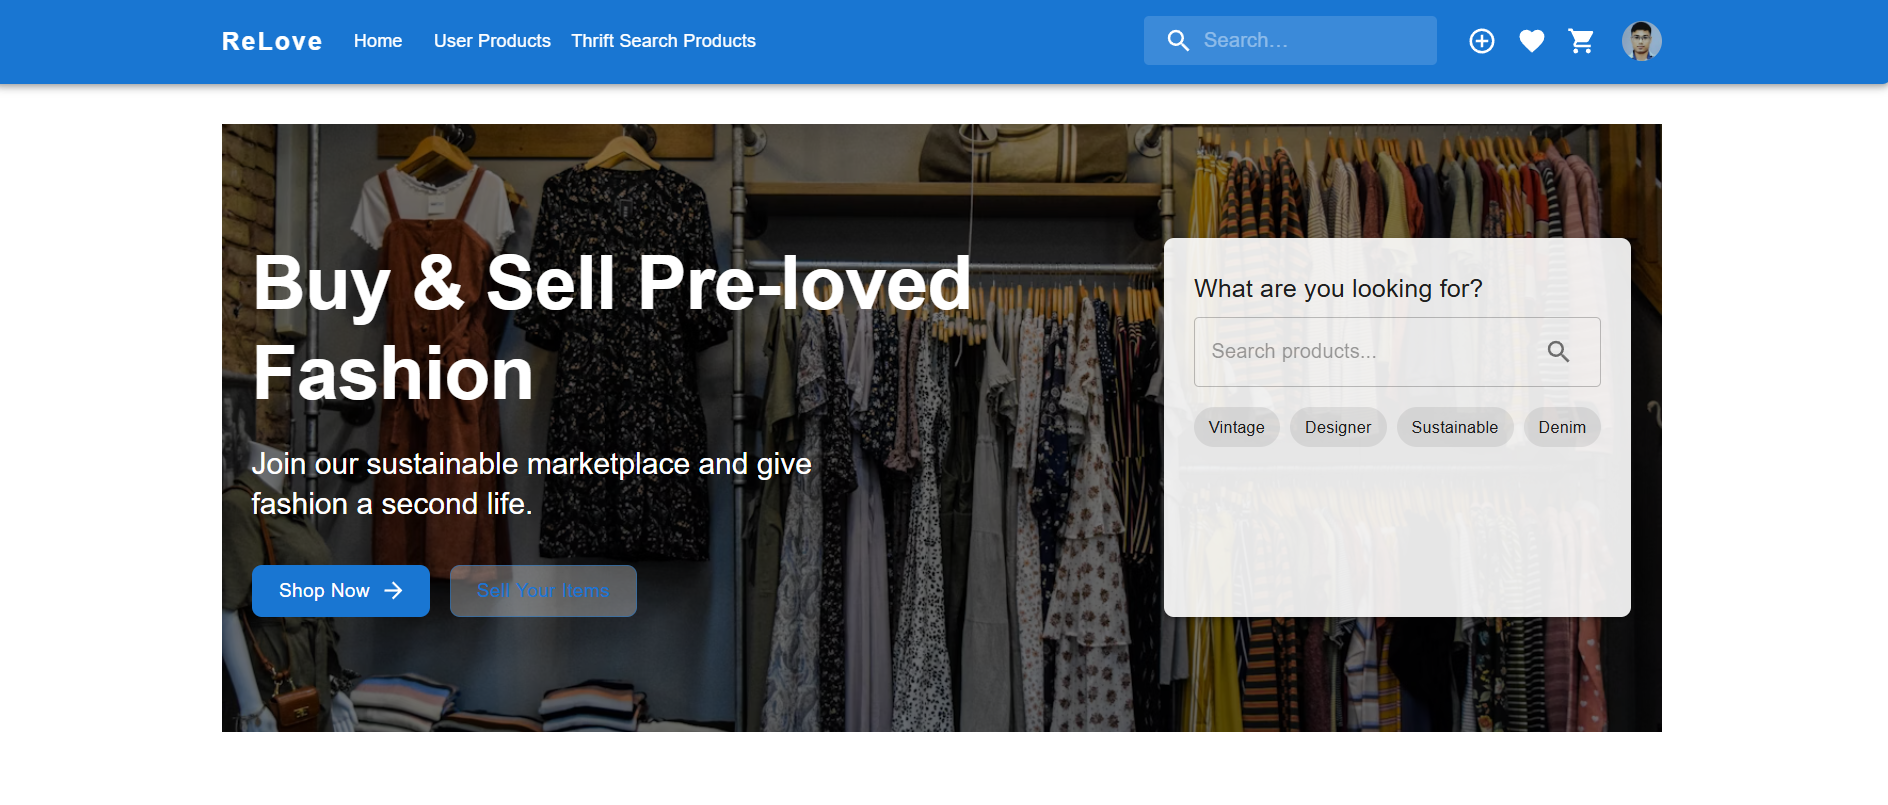 ReLove Home User Products Thrift Search Products Search...
Buy & Sell Pre-loved
Fashion
Join our sustainable marketplace and give
fashion a second life.
Shop Now Sell Your Items
What are you looking for?
Search products...
Vintage Designer Sustainable Denim